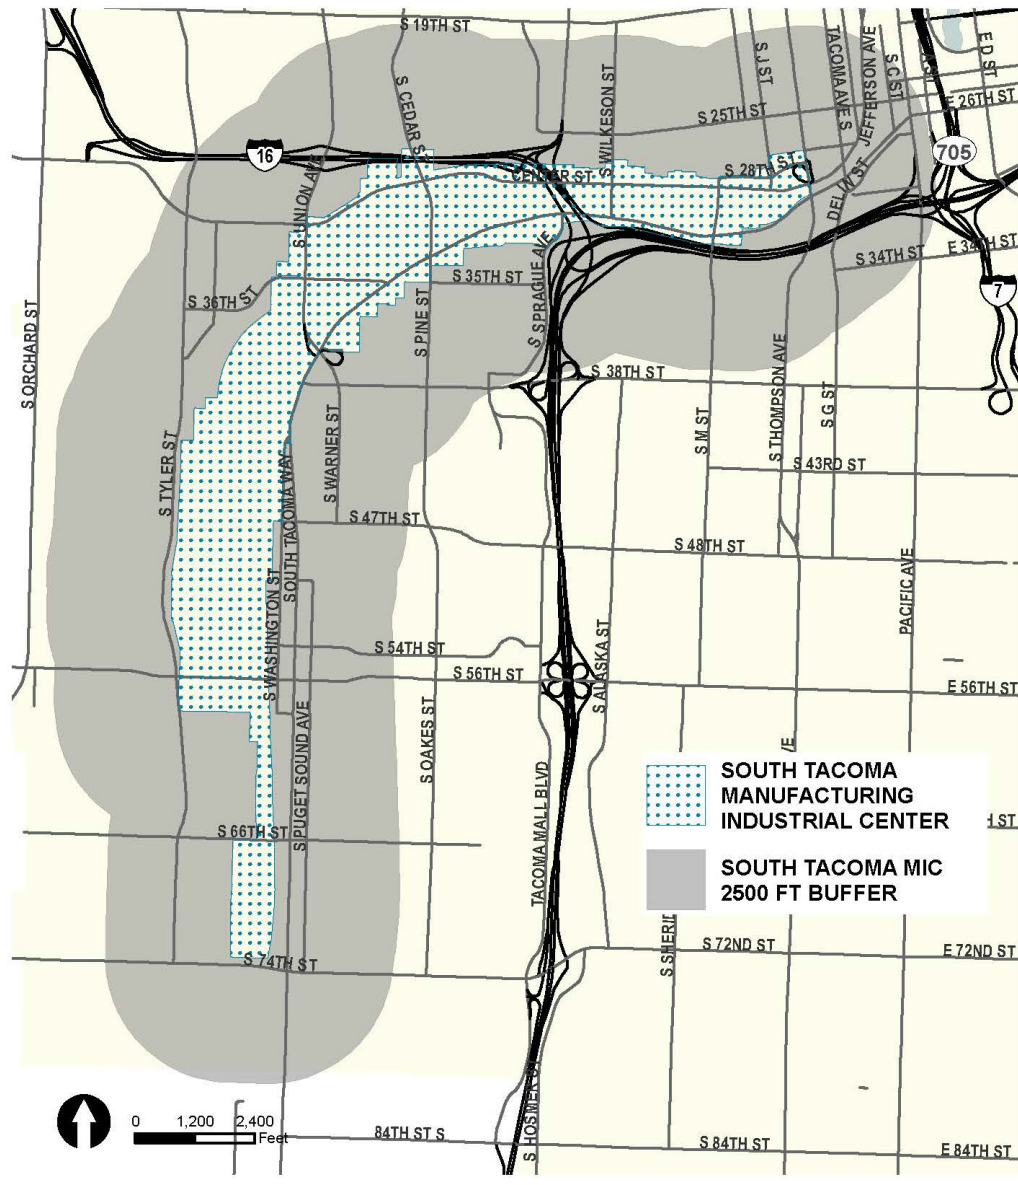 S 19TH ST
S CEDAR ST
S WILKESON ST
S J ST
TACOMA AVE S
JEFFERSON AVE
S C ST
E D ST
E 26TH ST
S 25TH ST
16
705
CENTER ST
S 28TH ST
S UNION AVE
DELIN ST
S 34TH ST
E 34TH ST
S 35TH ST
S SPRAGUE AVE
S 36TH ST
7
S ORCHARD ST
S PINE ST
S 38TH ST
S THOMPSON AVE
S G ST
S M ST
S TYLER ST
S WARNER ST
SOUTH TACOMA WAY
S 43RD ST
S 47TH ST
S 48TH ST
PACIFIC AVE
S WASHINGTON ST
S 54TH ST
S 56TH ST
S ALASKA ST
E 56TH ST
S PUGET SOUND AVE
S OAKES ST
TACOMA MALL BLVD
VE
SOUTH TACOMA
MANUFACTURING
INDUSTRIAL CENTER
H ST
SOUTH TACOMA MIC
2500 FT BUFFER
S 66TH ST
S SHERID
S 72ND ST
E 72ND ST
S 74TH ST
S HOSMER ST
0 1,200 2,400
Feet
84TH ST S
S 84TH ST
E 84TH ST